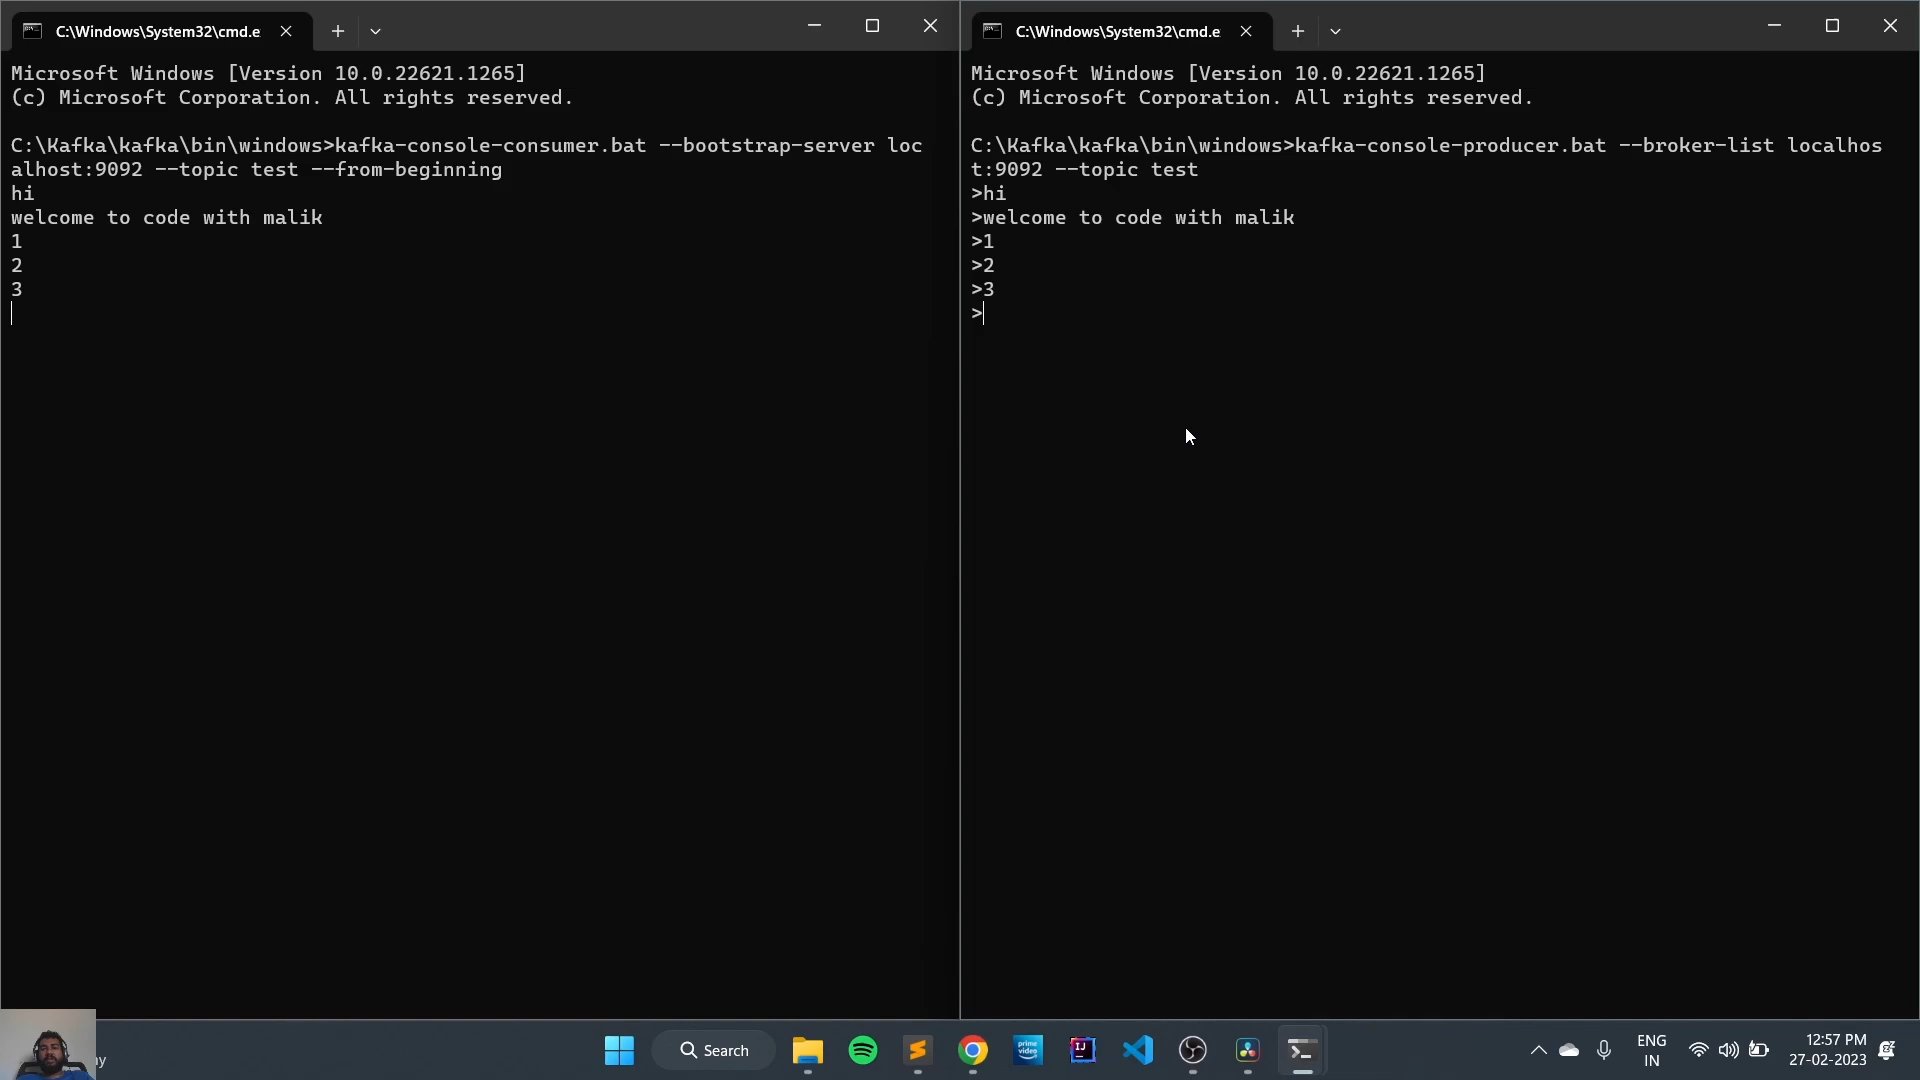 C:\Windows\System32\cmd.e
Microsoft Windows [Version 10.0.22621.1265]
(c) Microsoft Corporation. All rights reserved.
C:\Kafka\kafka\bin\windows>kafka-console-consumer.bat --bootstrap-server loc
alhost:9092 --topic test --from-beginning
hi
welcome to code with malik
1
2
3
C:\Windows\System32\cmd.e
Microsoft Windows [Version 10.0.22621.1265]
(c) Microsoft Corporation. All rights reserved.
C:\Kafka\kafka\bin\windows>kafka-console-producer.bat --broker-list localhos
t:9092 --topic test
>hi
>welcome to code with malik
>1
>2
>3
>
Search
prime
video
IJ
ENG
IN
12:57 PM
27-02-2023